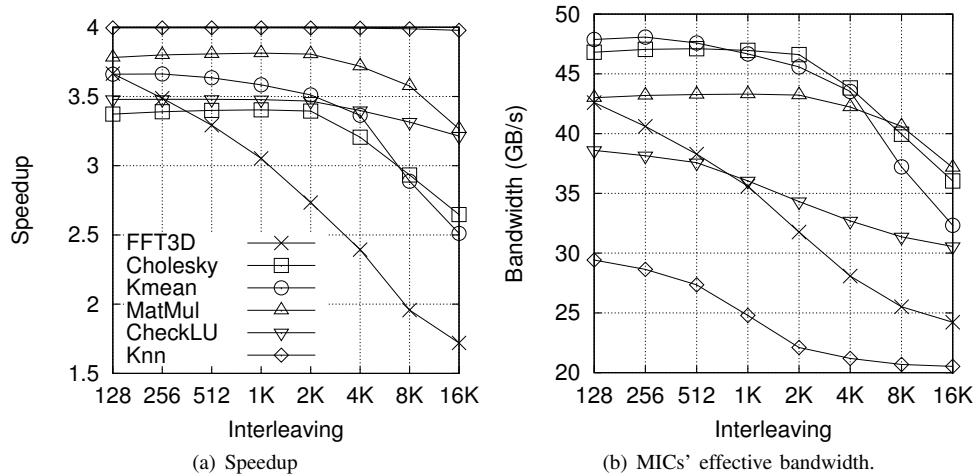 4
3.5
3
2.5
2
1.5
Speedup
FFT3D
Cholesky
Kmean
MatMul
CheckLU
Knn
128 256 512 1K 2K 4K 8K 16K
Interleaving
(a) Speedup
50
45
40
35
30
25
20
Bandwidth (GB/s)
128 256 512 1K 2K 4K 8K 16K
Interleaving
(b) MICs' effective bandwidth.